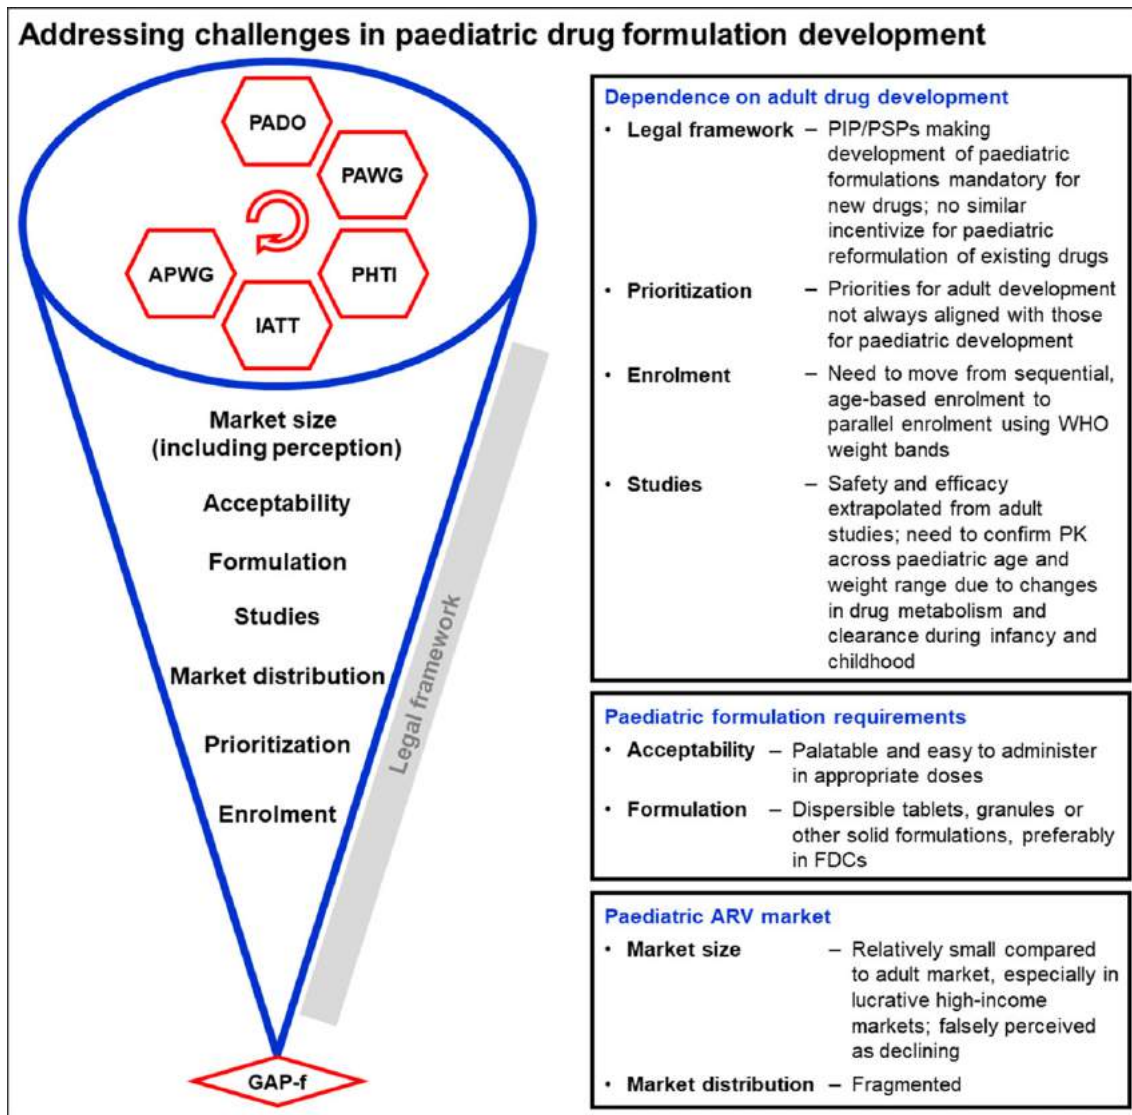 Addressing challenges in paediatric drug formulation development
PADO
PAWG
APWG
PHTI
IATT
Market size
(including perception)
Acceptability
Formulation
Studies
Market distribution
Prioritization
Enrolment
Legal framework
GAP-f
Dependence on adult drug development
• Legal framework – PIP/PSPs making
development of paediatric
formulations mandatory for
new drugs; no similar
incentivize for paediatric
reformulation of existing drugs
• Prioritization – Priorities for adult development
not always aligned with those
for paediatric development
• Enrolment – Need to move from sequential,
age-based enrolment to
parallel enrolment using WHO
weight bands
• Studies – Safety and efficacy
extrapolated from adult
studies; need to confirm PK
across paediatric age and
weight range due to changes
in drug metabolism and
clearance during infancy and
childhood
Paediatric formulation requirements
• Acceptability – Palatable and easy to administer
in appropriate doses
• Formulation – Dispersible tablets, granules or
other solid formulations, preferably
in FDCs
Paediatric ARV market
• Market size – Relatively small compared
to adult market, especially in
lucrative high-income
markets; falsely perceived
as declining
• Market distribution – Fragmented